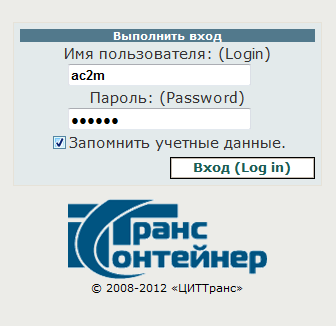 Выполнить вход
Имя пользователя: (Login)
ac2m
Пароль: (Password)
●●●●●●
Запомнить учетные данные.
Вход (Log in)
Транс
Контейнер
© 2008-2012 «ЦИТТранс»